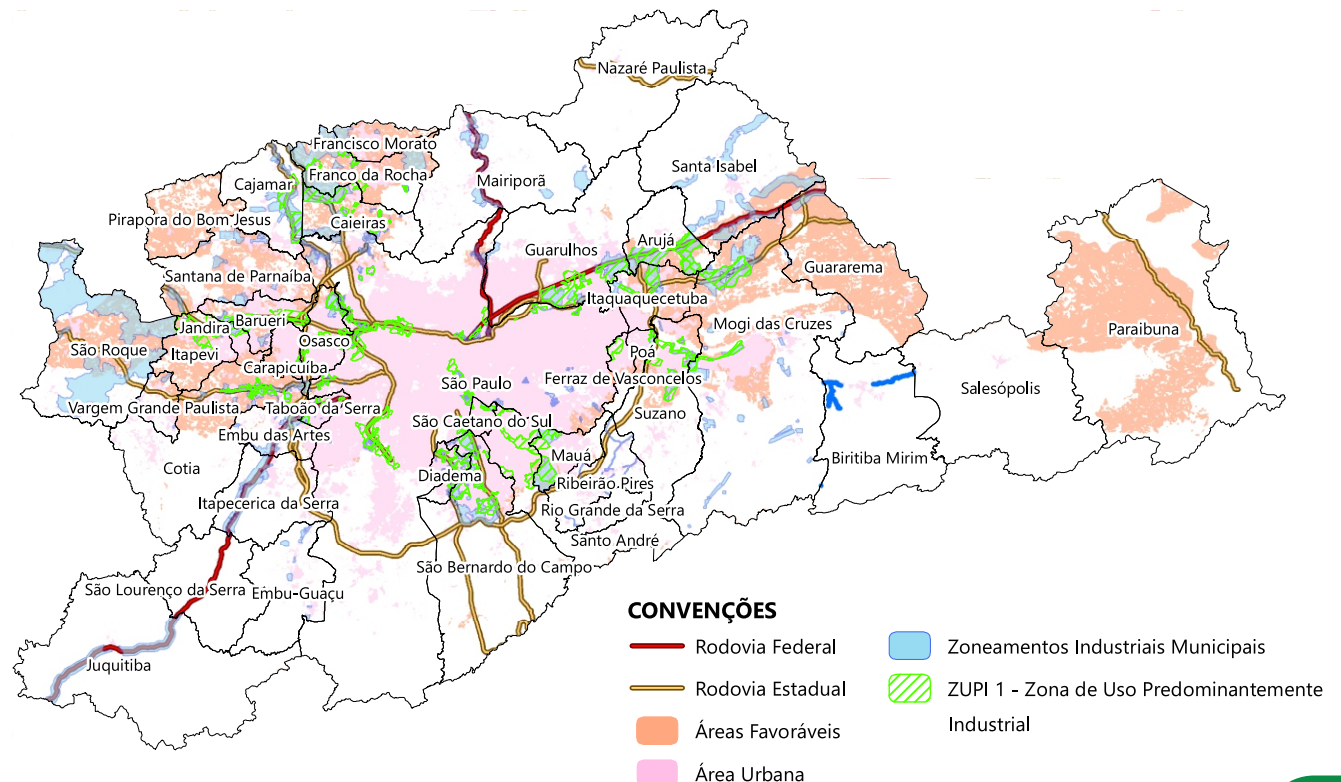 Nazaré Paulista
Francisco Morato
Santa Isabel
Franco da Rocha
Cajamar
Mairiporã
Pirapora do Bom Jesus
Caieiras
Guarulhos
Arujá
Santana de Parnaíba
Guararema
Itaquaquecetuba
Jandira
Barueri
Mogi das Cruzes
Paraibuna
São Roque
Itapevi
Osasco
Poá
Carapicuíba
São Paulo
Ferraz de Vasconcelos
Salesópolis
Vargem Grande Paulista
Taboão da Serra
Suzano
São Caetano do Sul
Embu das Artes
Mauá
Cotia
Diadema
Biritiba Mirim
Ribeirão Pires
Itapecerica da Serra
Rio Grande da Serra
Santo André
São Bernardo do Campo
São Lourenço da Serra
Embu-Guaçu
Juquitiba
CONVENÇÕES
Rodovia Federal
Rodovia Estadual
Áreas Favoráveis
Área Urbana
Zoneamentos Industriais Municipais
ZUPI 1 - Zona de Uso Predominantemente
Industrial